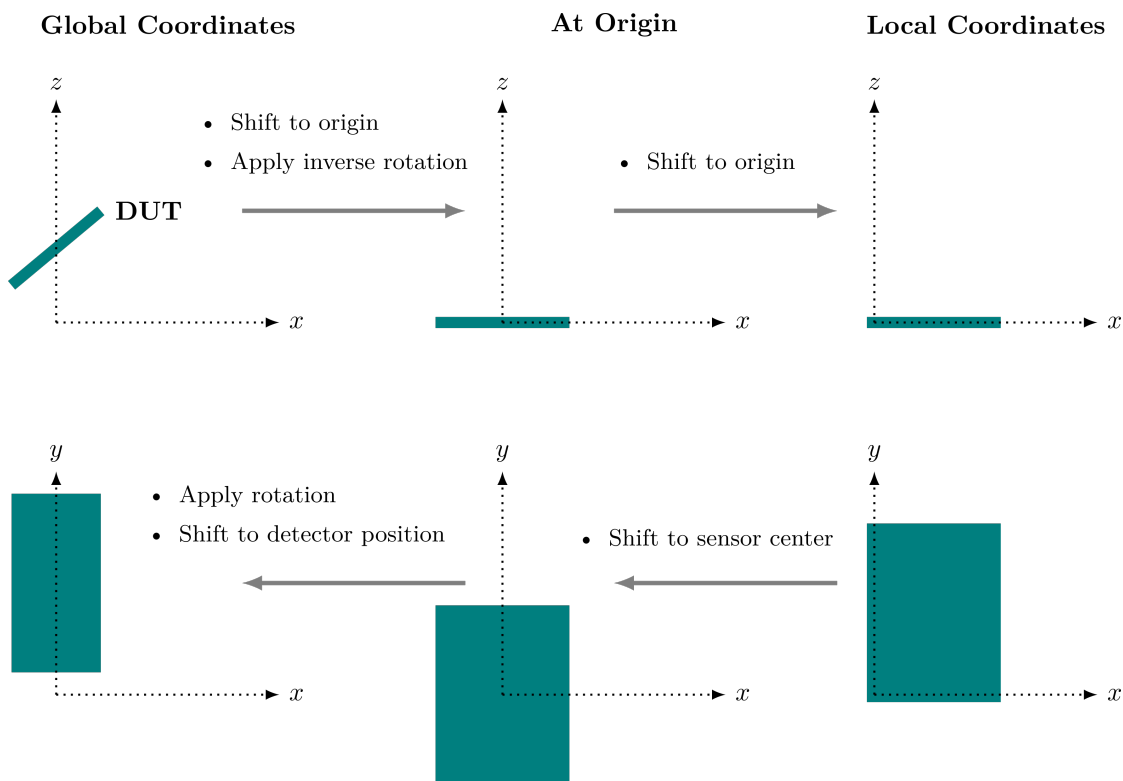 Global Coordinates
At Origin
Local Coordinates
z
z
z
• Shift to origin
• Apply inverse rotation
• Shift to origin
DUT
x
x
x
y
y
y
• Apply rotation
• Shift to detector position
• Shift to sensor center
x
x
x